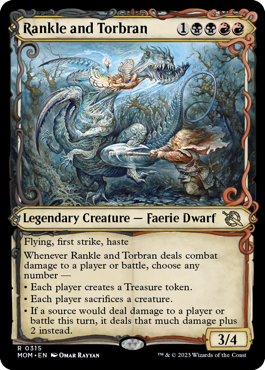 Rankle and Torbran 1
Legendary Creature — Faerie Dwarf
Flying, first strike, haste
Whenever Rankle and Torbran deals combat
damage to a player or battle, choose any
number —
• Each player creates a Treasure token.
• Each player sacrifices a creature.
• If a source would deal damage to a player or
battle this turn, it deals that much damage plus
2 instead.
3/4
R 0315
MOM • EN OMAR RAYYAN ™ & © 2023 Wizards of the Coast